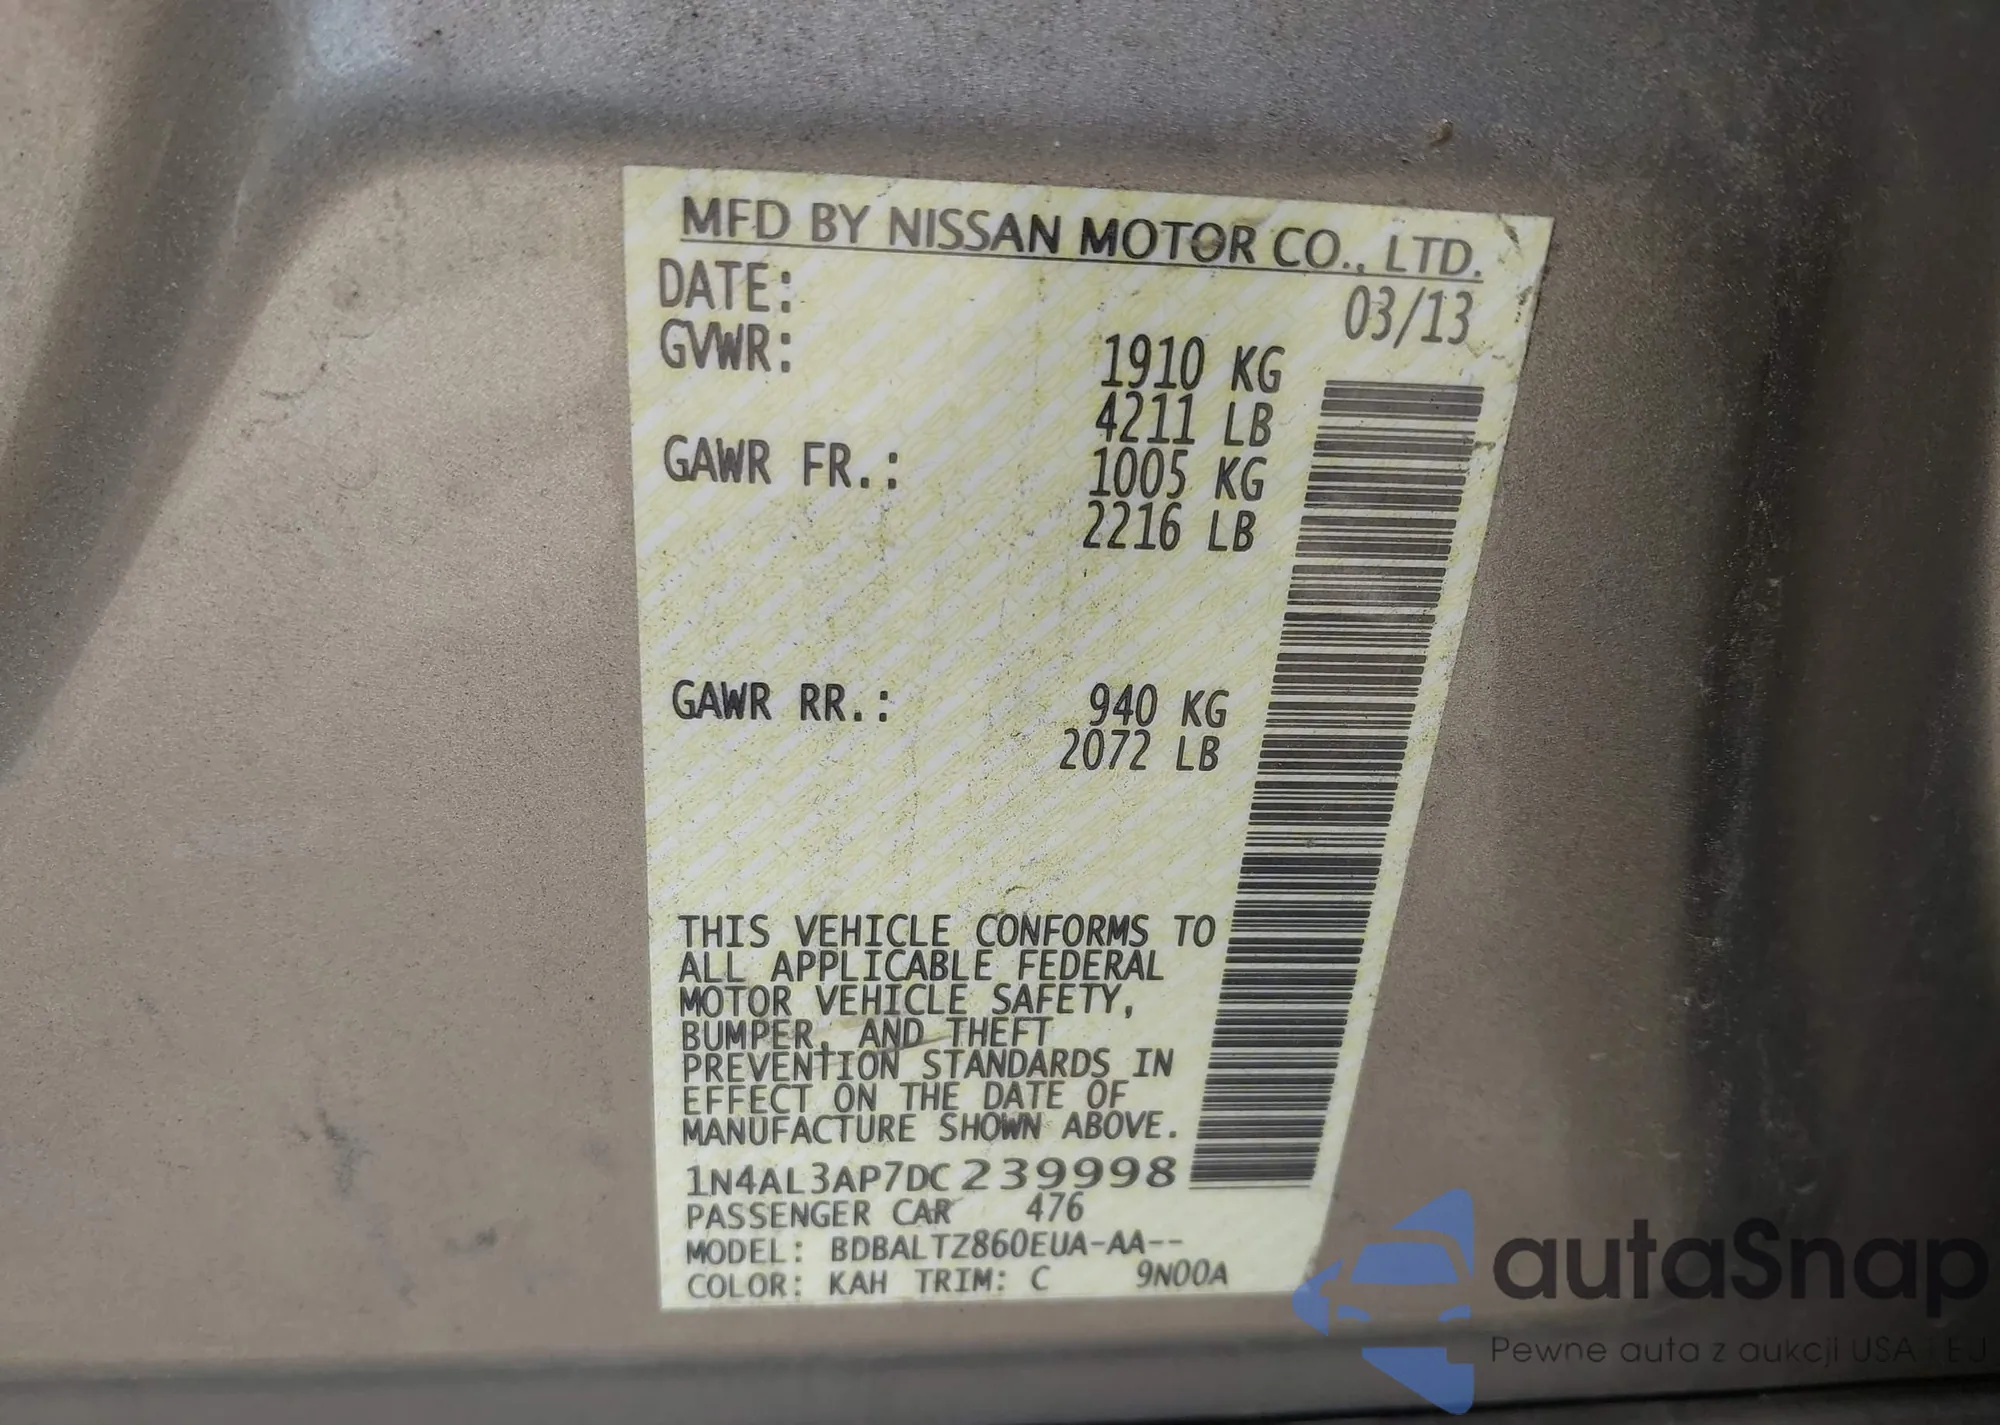 MFD BY NISSAN MOTOR CO., LTD.
DATE: 03/13
GVWR: 1910 KG
4211 LB
GAWR FR.: 1005 KG
2216 LB
GAWR RR.: 940 KG
2072 LB
THIS VEHICLE CONFORMS TO
ALL APPLICABLE FEDERAL
MOTOR VEHICLE SAFETY,
BUMPER, AND THEFT
PREVENTION STANDARDS IN
EFFECT ON THE DATE OF
MANUFACTURE SHOWN ABOVE.
1N4AL3AP7DC239998
PASSENGER CAR 476
MODEL: BDBALTZ860EUA-AA--
COLOR: KAH TRIM: C 9N00A
autaSnap
Pewne auta z aukcji USA i EJ